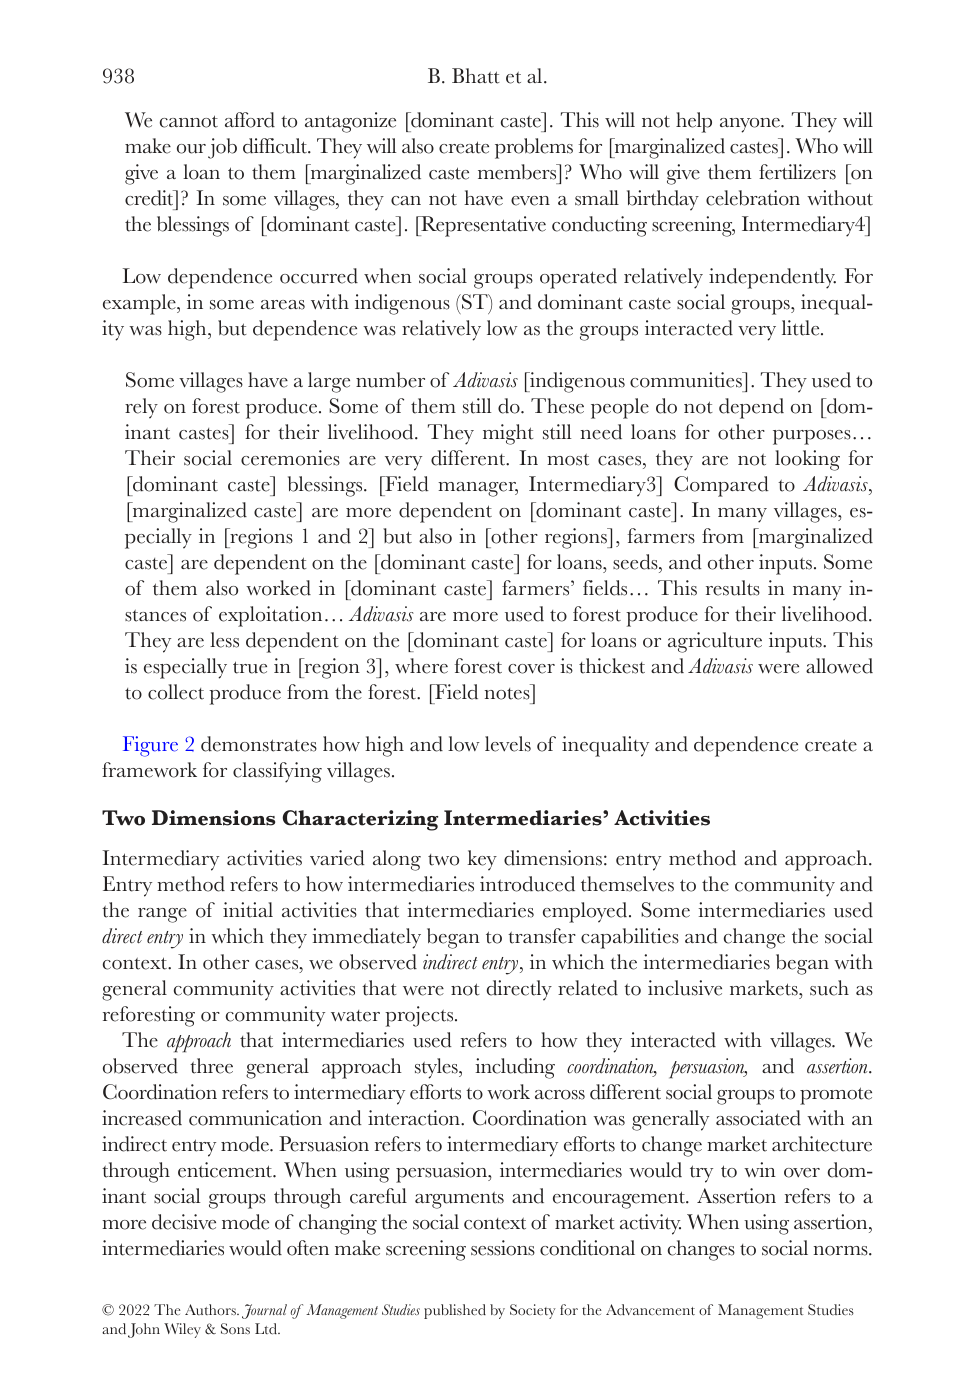 938
B. Bhatt et al.
We cannot afford to antagonize [dominant caste]. This will not help anyone. They will
make our job difficult. They will also create problems for [marginalized castes]. Who will
give a loan to them [marginalized caste members]? Who will give them fertilizers [on
credit]? In some villages, they can not have even a small birthday celebration without
the blessings of [dominant caste]. [Representative conducting screening, Intermediary4]
Low dependence occurred when social groups operated relatively independently. For
example, in some areas with indigenous (ST) and dominant caste social groups, inequal-
ity was high, but dependence was relatively low as the groups interacted very little.
Some villages have a large number of Adivasis [indigenous communities]. They used to
rely on forest produce. Some of them still do. These people do not depend on [dom-
inant castes] for their livelihood. They might still need loans for other purposes…
Their social ceremonies are very different. In most cases, they are not looking for
[dominant caste] blessings. [Field manager, Intermediary3] Compared to Adivasis,
[marginalized caste] are more dependent on [dominant caste]. In many villages, es-
pecially in [regions 1 and 2] but also in [other regions], farmers from [marginalized
caste] are dependent on the [dominant caste] for loans, seeds, and other inputs. Some
of them also worked in [dominant caste] farmers’ fields… This results in many in-
stances of exploitation… Adivasis are more used to forest produce for their livelihood.
They are less dependent on the [dominant caste] for loans or agriculture inputs. This
is especially true in [region 3], where forest cover is thickest and Adivasis were allowed
to collect produce from the forest. [Field notes]
Figure 2 demonstrates how high and low levels of inequality and dependence create a
framework for classifying villages.
Two Dimensions Characterizing Intermediaries’ Activities
Intermediary activities varied along two key dimensions: entry method and approach.
Entry method refers to how intermediaries introduced themselves to the community and
the range of initial activities that intermediaries employed. Some intermediaries used
direct entry in which they immediately began to transfer capabilities and change the social
context. In other cases, we observed indirect entry, in which the intermediaries began with
general community activities that were not directly related to inclusive markets, such as
reforesting or community water projects.
The approach that intermediaries used refers to how they interacted with villages. We
observed three general approach styles, including coordination, persuasion, and assertion.
Coordination refers to intermediary efforts to work across different social groups to promote
increased communication and interaction. Coordination was generally associated with an
indirect entry mode. Persuasion refers to intermediary efforts to change market architecture
through enticement. When using persuasion, intermediaries would try to win over dom-
inant social groups through careful arguments and encouragement. Assertion refers to a
more decisive mode of changing the social context of market activity. When using assertion,
intermediaries would often make screening sessions conditional on changes to social norms.
© 2022 The Authors. Journal of Management Studies published by Society for the Advancement of Management Studies
and John Wiley & Sons Ltd.